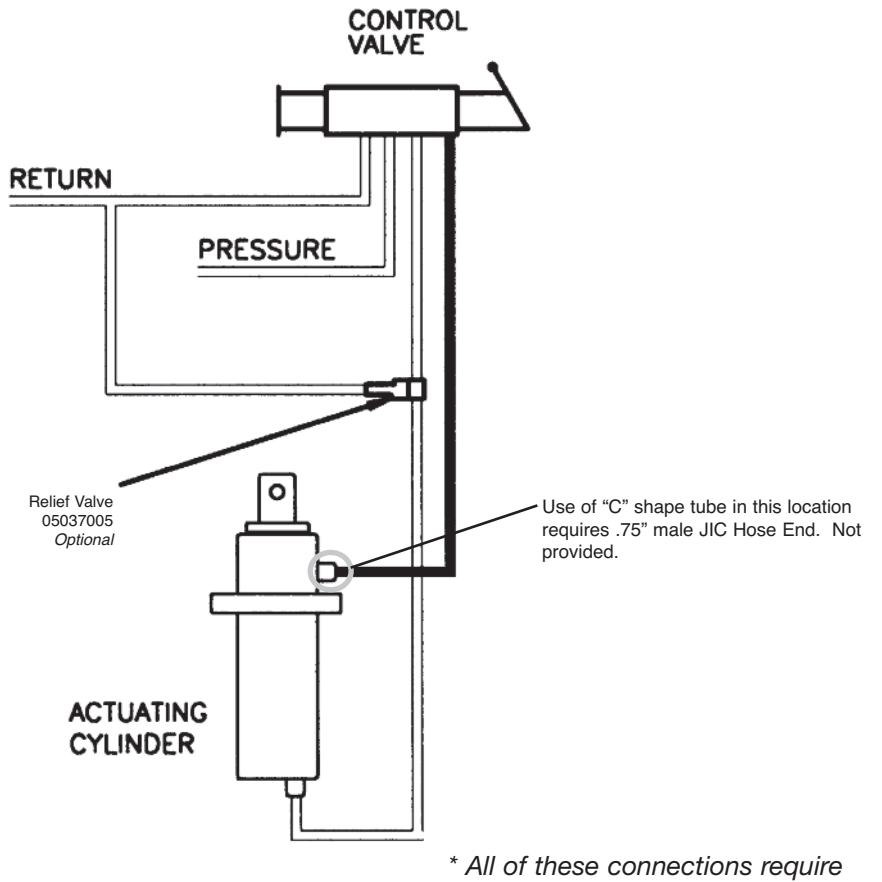 CONTROL
VALVE
RETURN
PRESSURE
Relief Valve
05037005
Optional
Use of “C” shape tube in this location
requires .75” male JIC Hose End.  Not
provided.
ACTUATING
CYLINDER
* All of these connections require